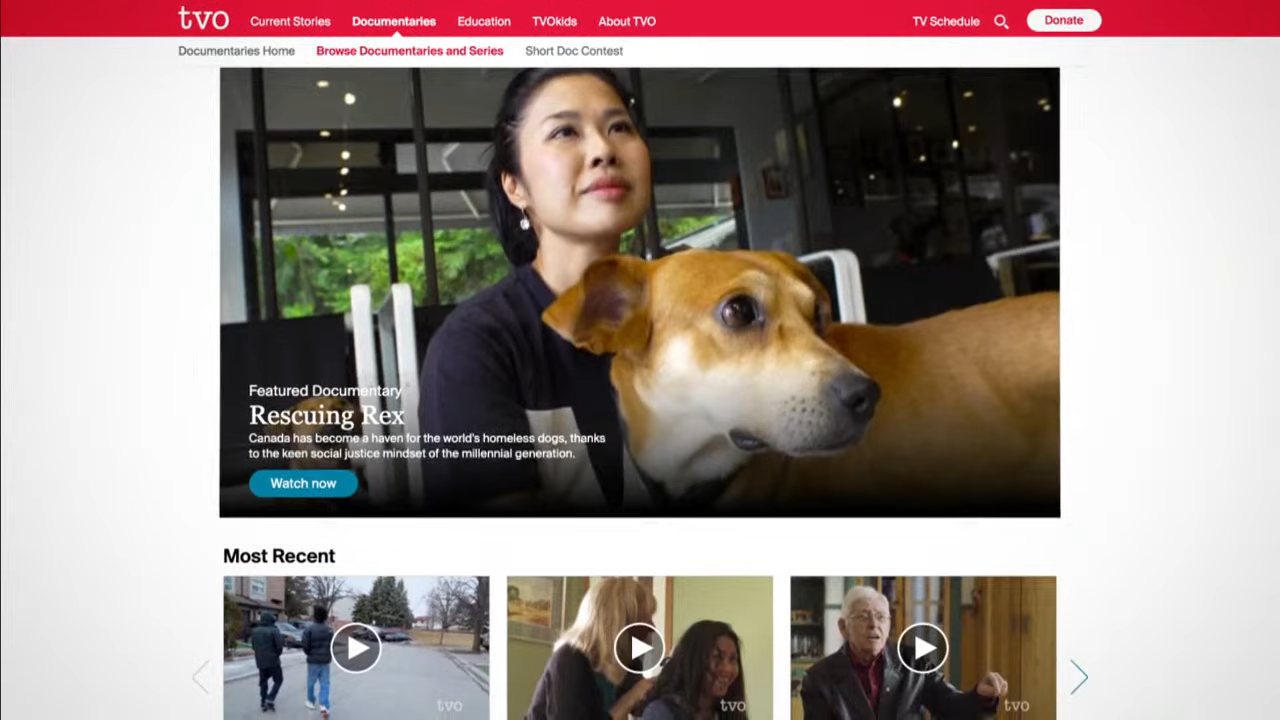 tvo
Current Stories
Documentaries
Education
TVOkids
About TVO
TV Schedule
Donate
Documentaries Home
Browse Documentaries and Series
Short Doc Contest
Featured Documentary
Rescuing Rex
Canada has become a haven for the world's homeless dogs, thanks
to the keen social justice mindset of the millennial generation.
Watch now
Most Recent
tvo
tvo
tvo